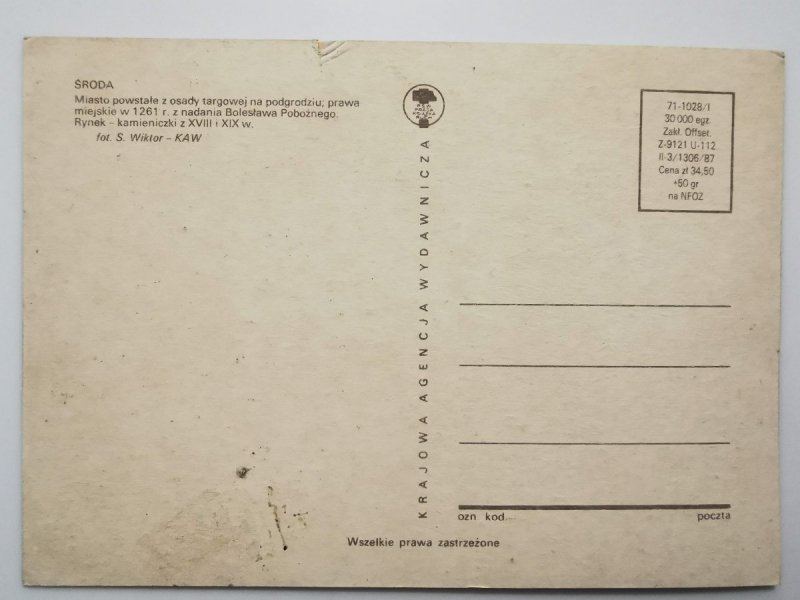 ŚRODA
Miasto powstałe z osady targowej na podgrodziu; prawa
miejskie w 1261 r. z nadania Bolesława Pobożnego.
Rynek – kamieniczki z XVIII i XIX w.
fot. S. Wiktor – KAW
KRAJOWA AGENCJA WYDAWNICZA
71-1028/I
30 000 egz.
Zakł. Offset.
Z-9121 U-112
II-3/1306/87
Cena zł 34,50
+50 gr
na NFOZ
ozn. kod.... poczta
Wszelkie prawa zastrzeżone